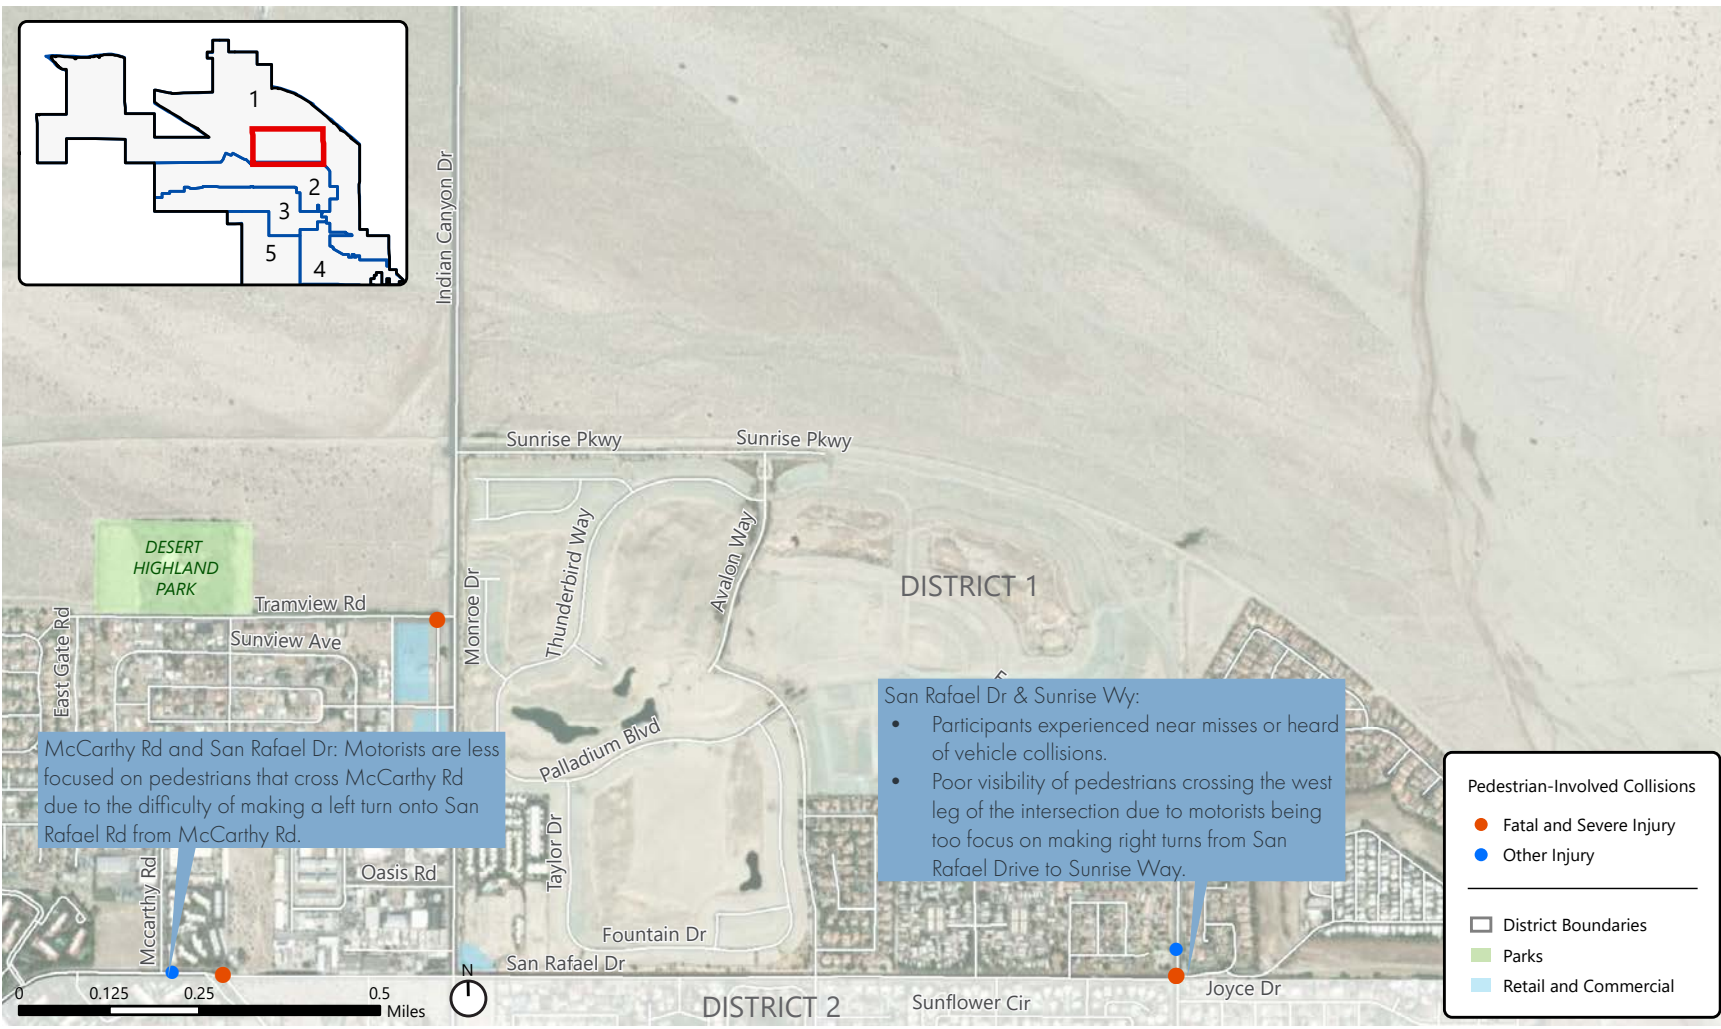 1
2
3
5
4
Indian Canyon Dr
Sunrise Pkwy
Sunrise Pkwy
DESERT
HIGHLAND
PARK
Tramview Rd
Sunview Ave
East Gate Rd
Monroe Dr
Thunderbird Way
Avalon Way
DISTRICT 1
Palladium Blvd
McCarthy Rd and San Rafael Dr: Motorists are less
focused on pedestrians that cross McCarthy Rd
due to the difficulty of making a left turn onto San
Rafael Rd from McCarthy Rd.
San Rafael Dr & Sunrise Wy:
• Participants experienced near misses or heard
of vehicle collisions.
• Poor visibility of pedestrians crossing the west
leg of the intersection due to motorists being
too focus on making right turns from San
Rafael Drive to Sunrise Way.
Mccarthy Rd
Oasis Rd
Taylor Dr
Fountain Dr
San Rafael Dr
Joyce Dr
Sunflower Cir
DISTRICT 2
0 0.125 0.25 0.5
Miles
N
Pedestrian-Involved Collisions
Fatal and Severe Injury
Other Injury
District Boundaries
Parks
Retail and Commercial